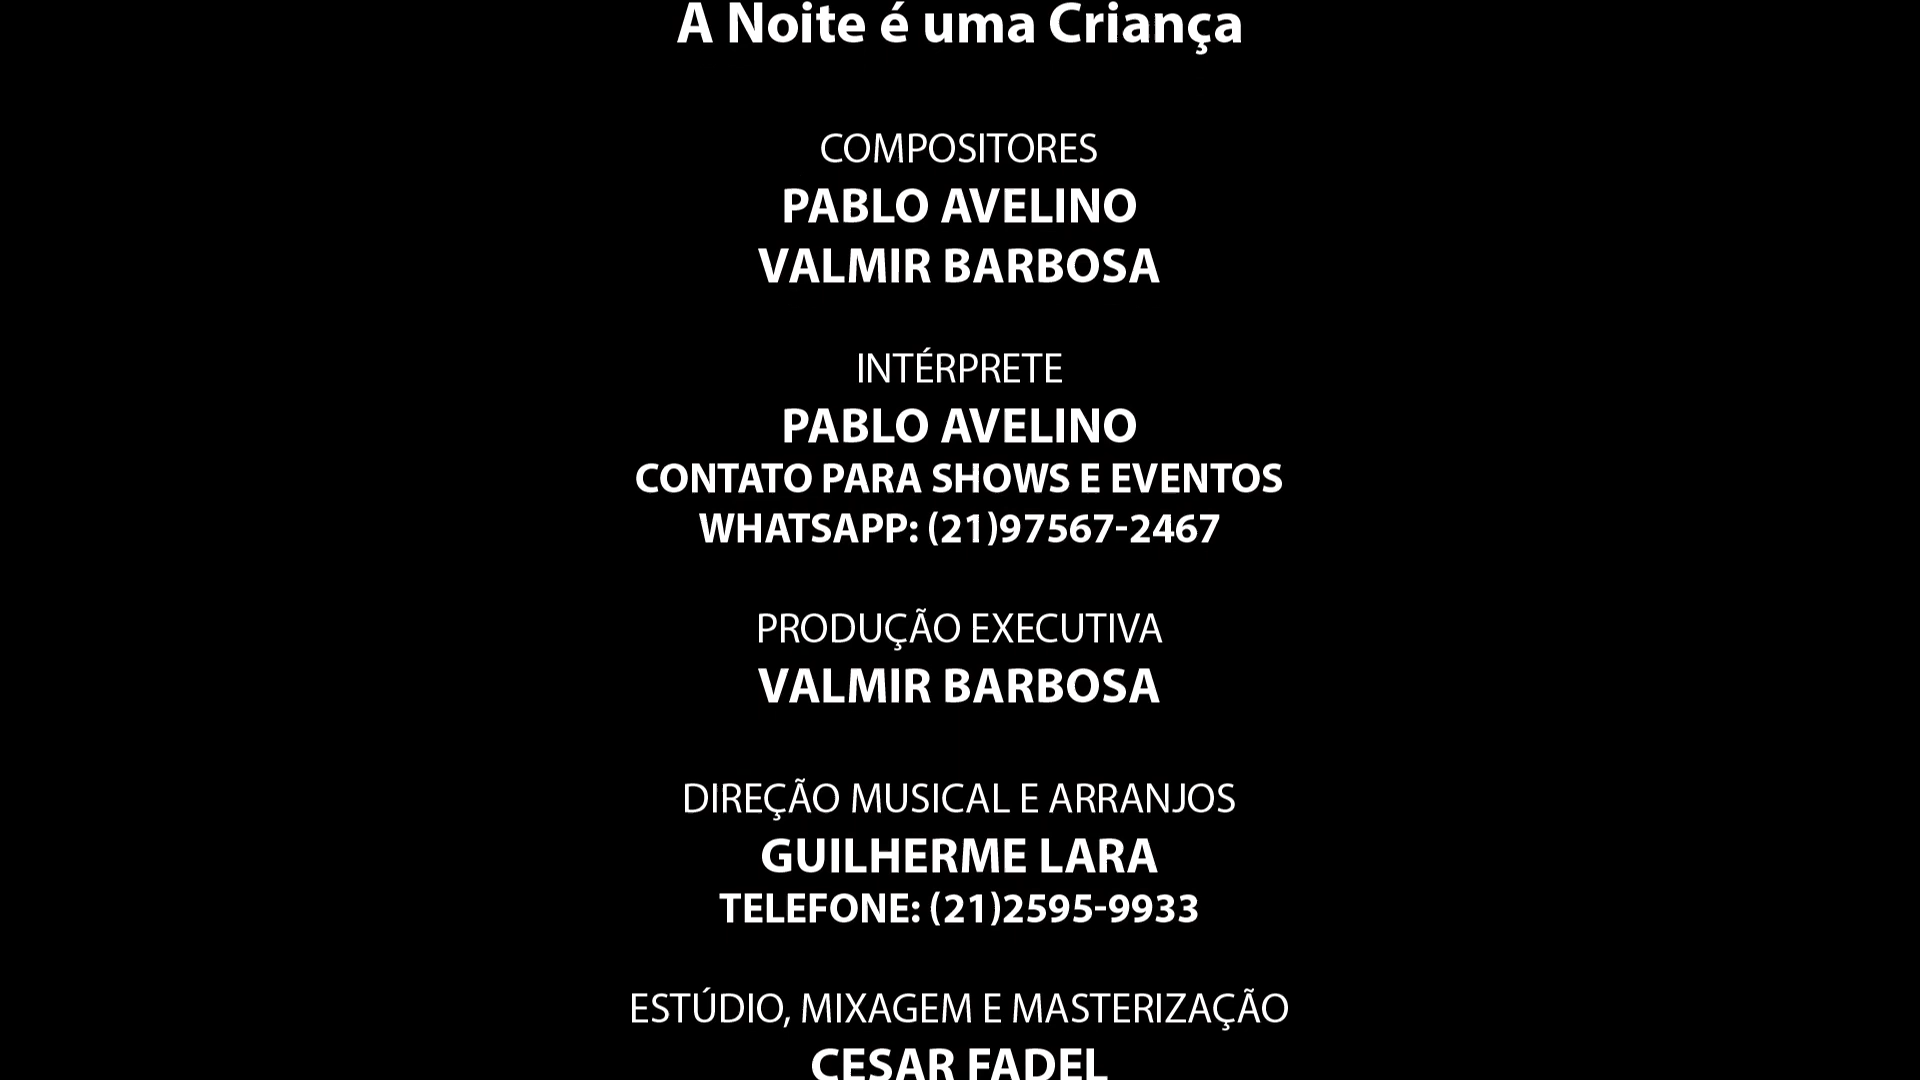 A Noite é uma Criança
COMPOSITORES
PABLO AVELINO
VALMIR BARBOSA
INTÉRPRETE
PABLO AVELINO
CONTATO PARA SHOWS E EVENTOS
WHATSAPP: (21)97567-2467
PRODUÇÃO EXECUTIVA
VALMIR BARBOSA
DIREÇÃO MUSICAL E ARRANJOS
GUILHERME LARA
TELEFONE: (21)2595-9933
ESTÚDIO, MIXAGEM E MASTERIZAÇÃO
CESAR FADEL